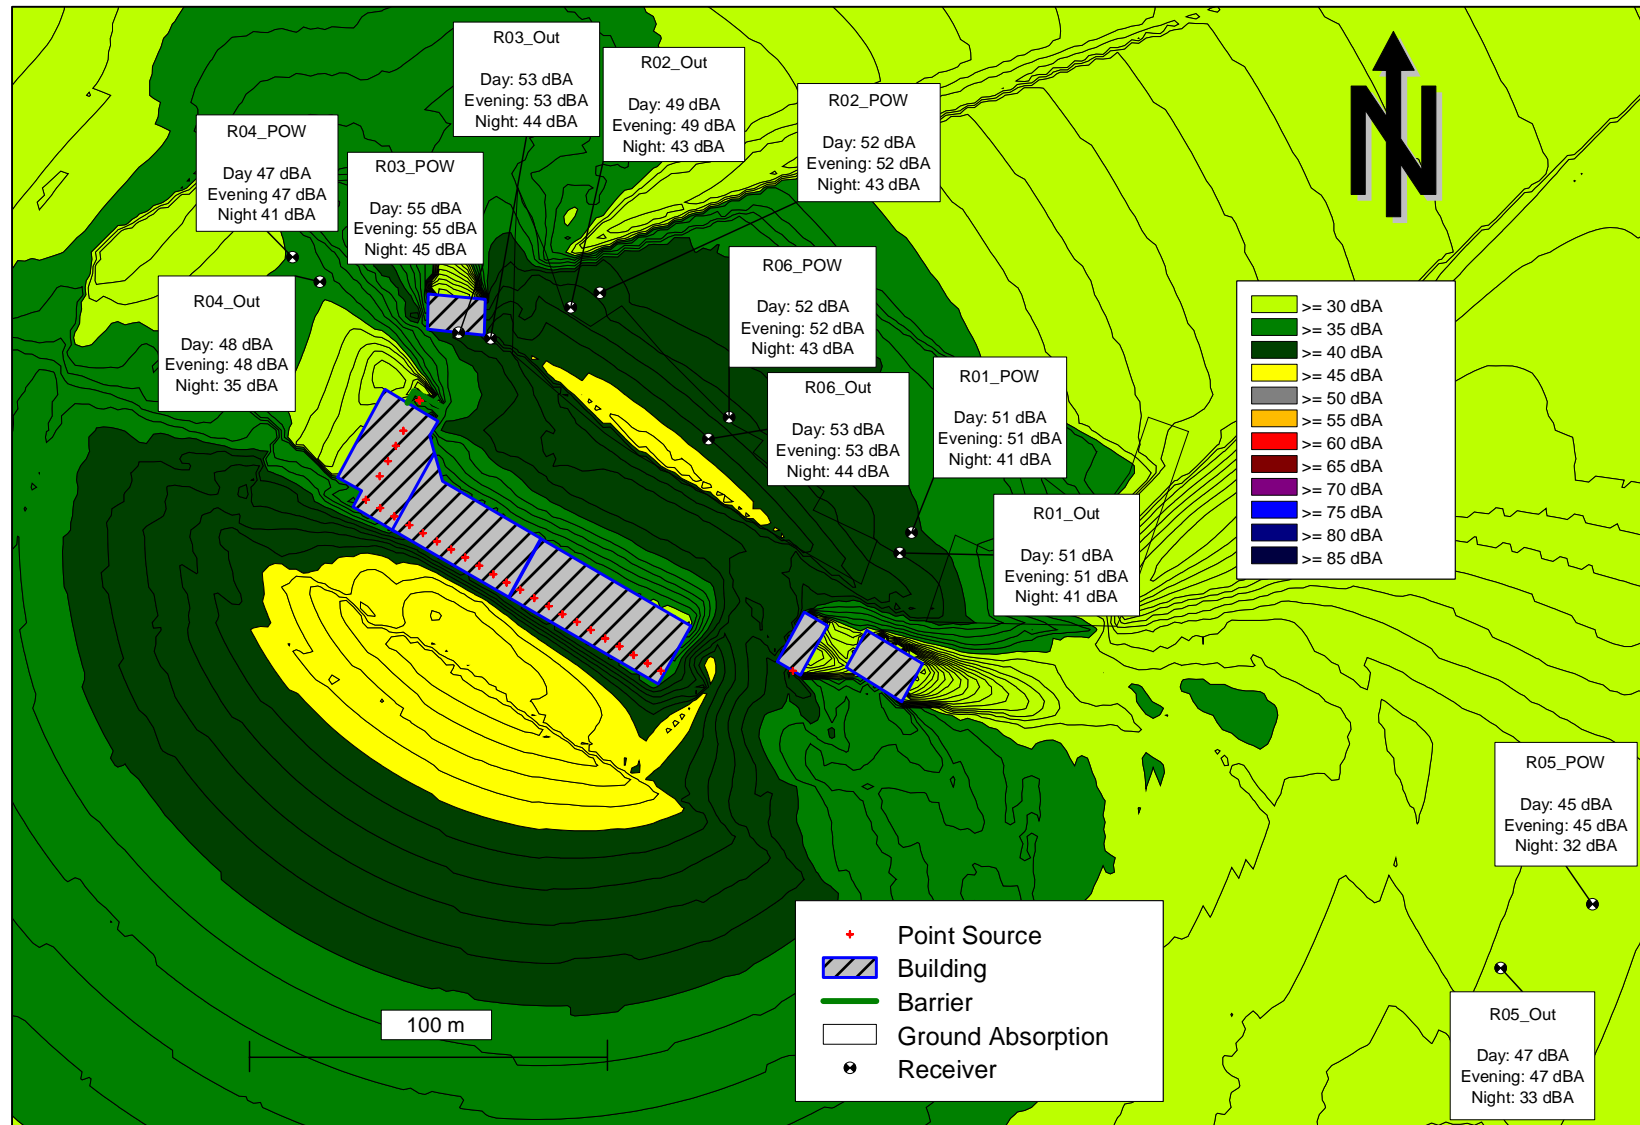 R03_Out
Day: 53 dBA
Evening: 53 dBA
Night: 44 dBA
R02_Out
Day: 49 dBA
Evening: 49 dBA
Night: 43 dBA
R02_POW
Day: 52 dBA
Evening: 52 dBA
Night: 43 dBA
R04_POW
Day 47 dBA
Evening 47 dBA
Night 41 dBA
R03_POW
Day: 55 dBA
Evening: 55 dBA
Night: 45 dBA
N
R06_POW
Day: 52 dBA
Evening: 52 dBA
Night: 43 dBA
R04_Out
Day: 48 dBA
Evening: 48 dBA
Night: 35 dBA
>= 30 dBA
>= 35 dBA
>= 40 dBA
>= 45 dBA
>= 50 dBA
>= 55 dBA
>= 60 dBA
>= 65 dBA
>= 70 dBA
>= 75 dBA
>= 80 dBA
>= 85 dBA
R06_Out
Day: 53 dBA
Evening: 53 dBA
Night: 44 dBA
R01_POW
Day: 51 dBA
Evening: 51 dBA
Night: 41 dBA
R01_Out
Day: 51 dBA
Evening: 51 dBA
Night: 41 dBA
R05_POW
Day: 45 dBA
Evening: 45 dBA
Night: 32 dBA
Point Source
Building
Barrier
Ground Absorption
Receiver
100 m
R05_Out
Day: 47 dBA
Evening: 47 dBA
Night: 33 dBA